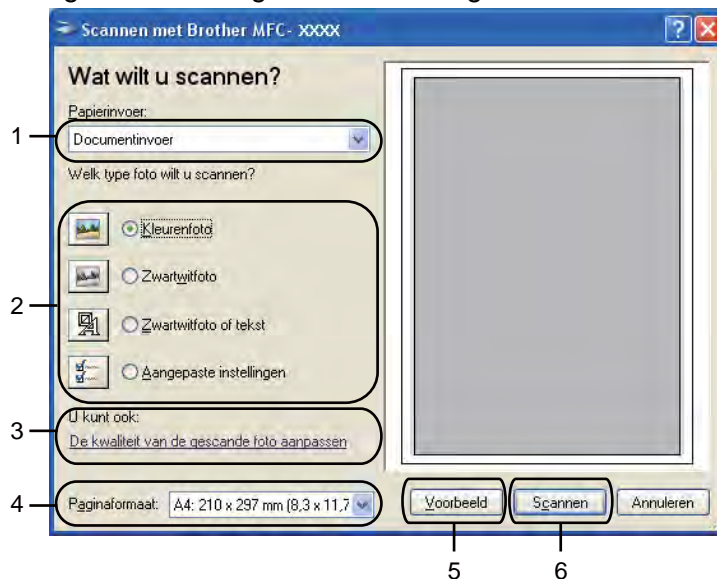 Scannen met Brother MFC- XXXX
Wat wilt u scannen?
Papierinvoer:
1
Documentinvoer
Welk type foto wilt u scannen?
2
Kleurenfoto
Zwartwitfoto
Zwartwitfoto of tekst
Aangepaste instellingen
3
U kunt ook:
De kwaliteit van de gescande foto aanpassen
4
Paginaformaat: A4: 210 x 297 mm (8,3 x 11,7
Voorbeeld Scannen Annuleren
5 6